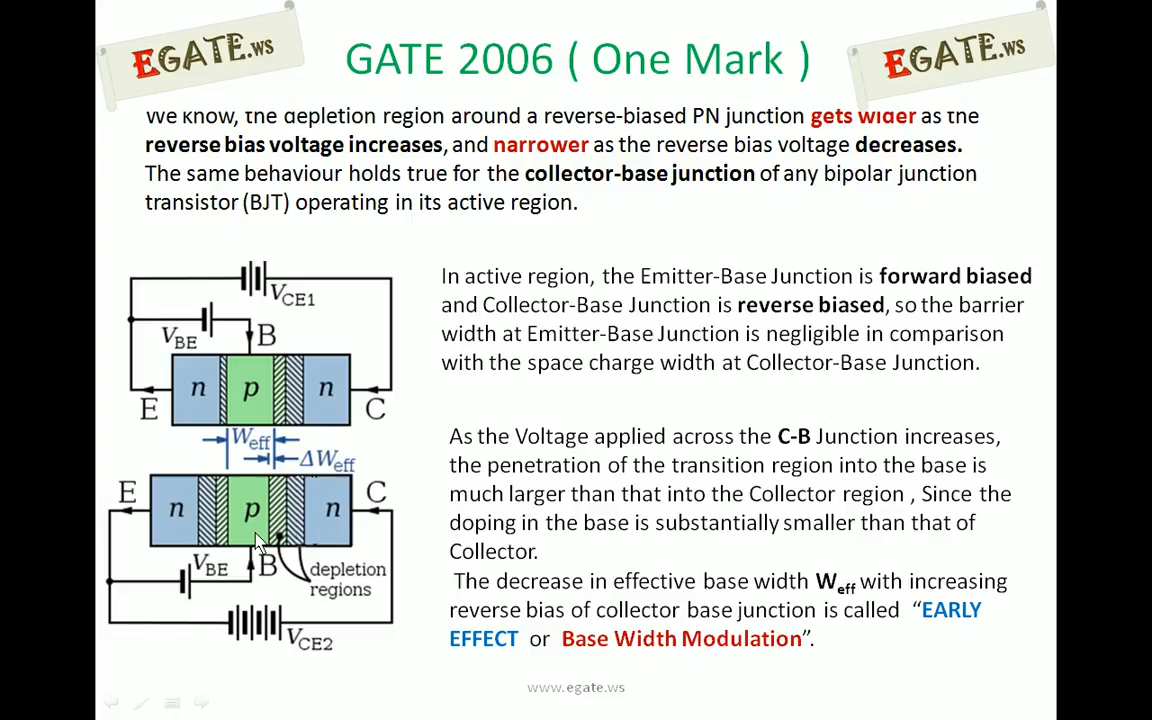 EGATE.ws
GATE 2006 ( One Mark )
EGATE.ws
We know, the depletion region around a reverse-biased PN junction gets wider as the
reverse bias voltage increases, and narrower as the reverse bias voltage decreases.
The same behaviour holds true for the collector-base junction of any bipolar junction
transistor (BJT) operating in its active region.
VCE1
VBE
B
n
p
n
E
C
Weff
ΔWeff
E
C
n
p
n
VBE
B
depletion
regions
VCE2
In active region, the Emitter-Base Junction is forward biased
and Collector-Base Junction is reverse biased, so the barrier
width at Emitter-Base Junction is negligible in comparison
with the space charge width at Collector-Base Junction.
As the Voltage applied across the C-B Junction increases,
the penetration of the transition region into the base is
much larger than that into the Collector region , Since the
doping in the base is substantially smaller than that of
Collector.
The decrease in effective base width Weff with increasing
reverse bias of collector base junction is called “EARLY
EFFECT or Base Width Modulation”.
www.egate.ws